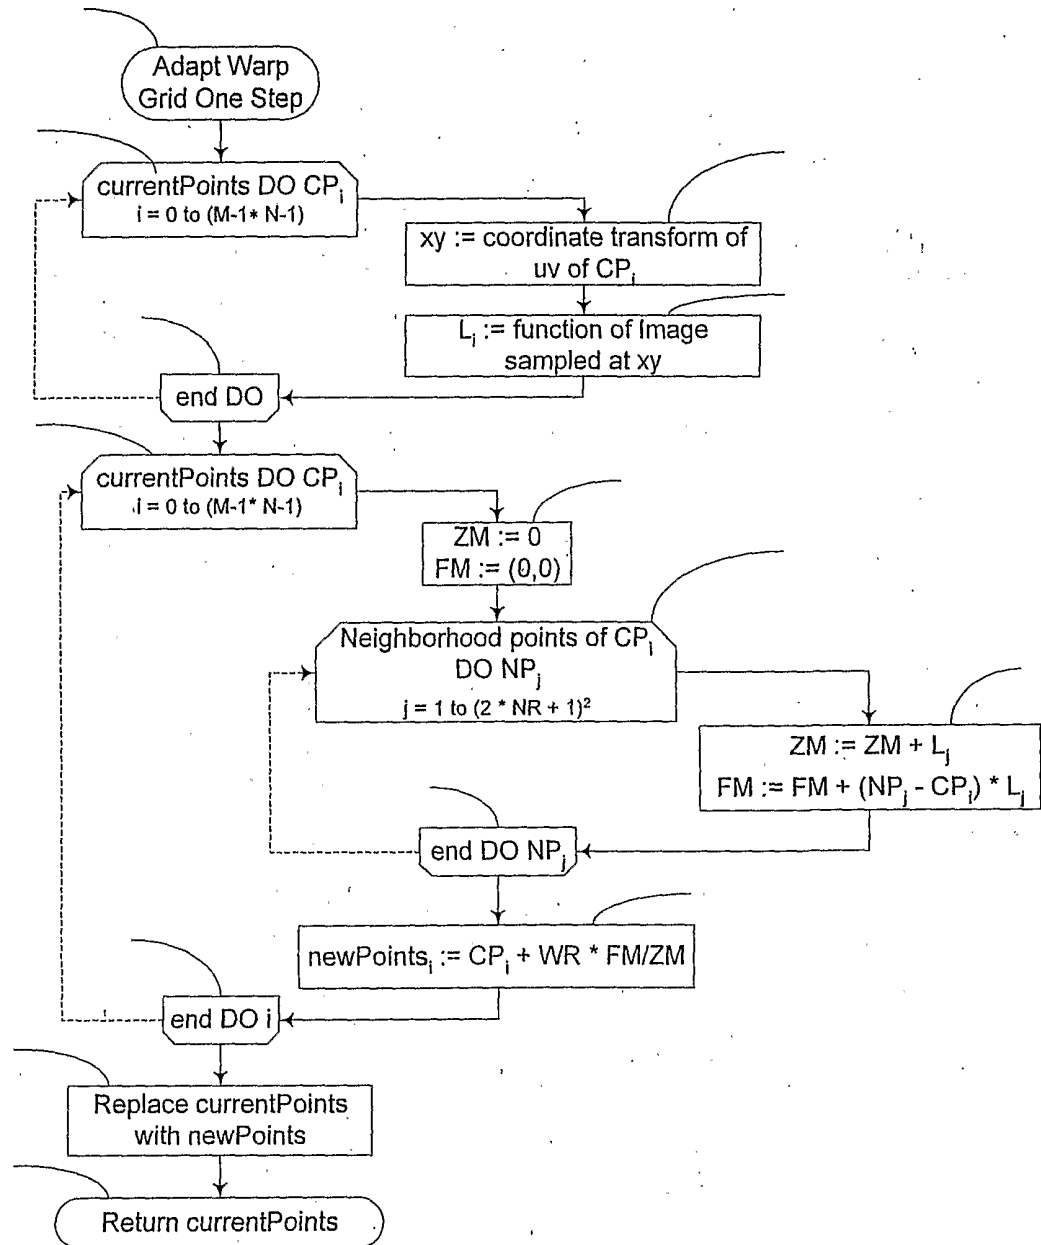 Adapt Warp
Grid One Step
currentPoints DO CPi
i = 0 to (M-1* N-1)
xy := coordinate transform of
uv of CPi
Li := function of Image
sampled at xy
end DO
currentPoints DO CPi
i = 0 to (M-1* N-1)
ZM := 0
FM := (0,0)
Neighborhood points of CPi
DO NPj
j = 1 to (2 * NR + 1)²
ZM := ZM + Lj
FM := FM + (NPj - CPi) * Lj
end DO NPj
newPointsi := CPi + WR * FM/ZM
end DO i
Replace currentPoints
with newPoints
Return currentPoints